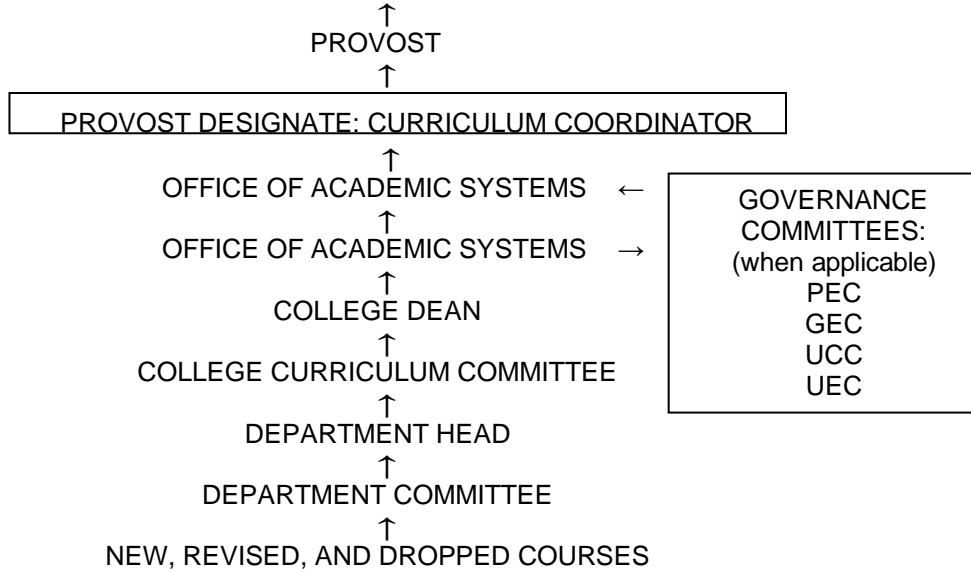 ↑
PROVOST
↑
PROVOST DESIGNATE: CURRICULUM COORDINATOR
↑
OFFICE OF ACADEMIC SYSTEMS ←
↑
OFFICE OF ACADEMIC SYSTEMS →
↑
COLLEGE DEAN
↑
COLLEGE CURRICULUM COMMITTEE
↑
DEPARTMENT HEAD
↑
DEPARTMENT COMMITTEE
↑
NEW, REVISED, AND DROPPED COURSES
GOVERNANCE
COMMITTEES:
(when applicable)
PEC
GEC
UCC
UEC